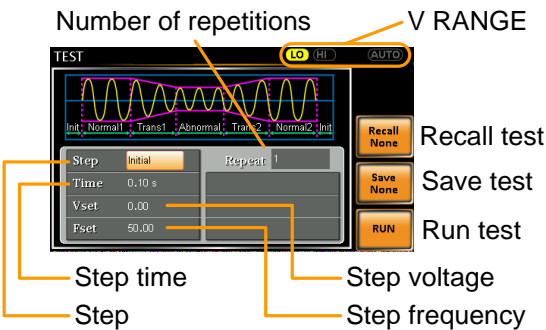 Number of repetitions
V RANGE
TEST
LO HI AUTO
Init Normal1 Trans1 Abnormal Trans2 Normal2 Init
Recall
None
Recall test
Step Initial Repeat 1
Time 0.10 s
Save
None
Save test
Vset 0.00
Fset 50.00
RUN
Run test
Step time
Step voltage
Step
Step frequency